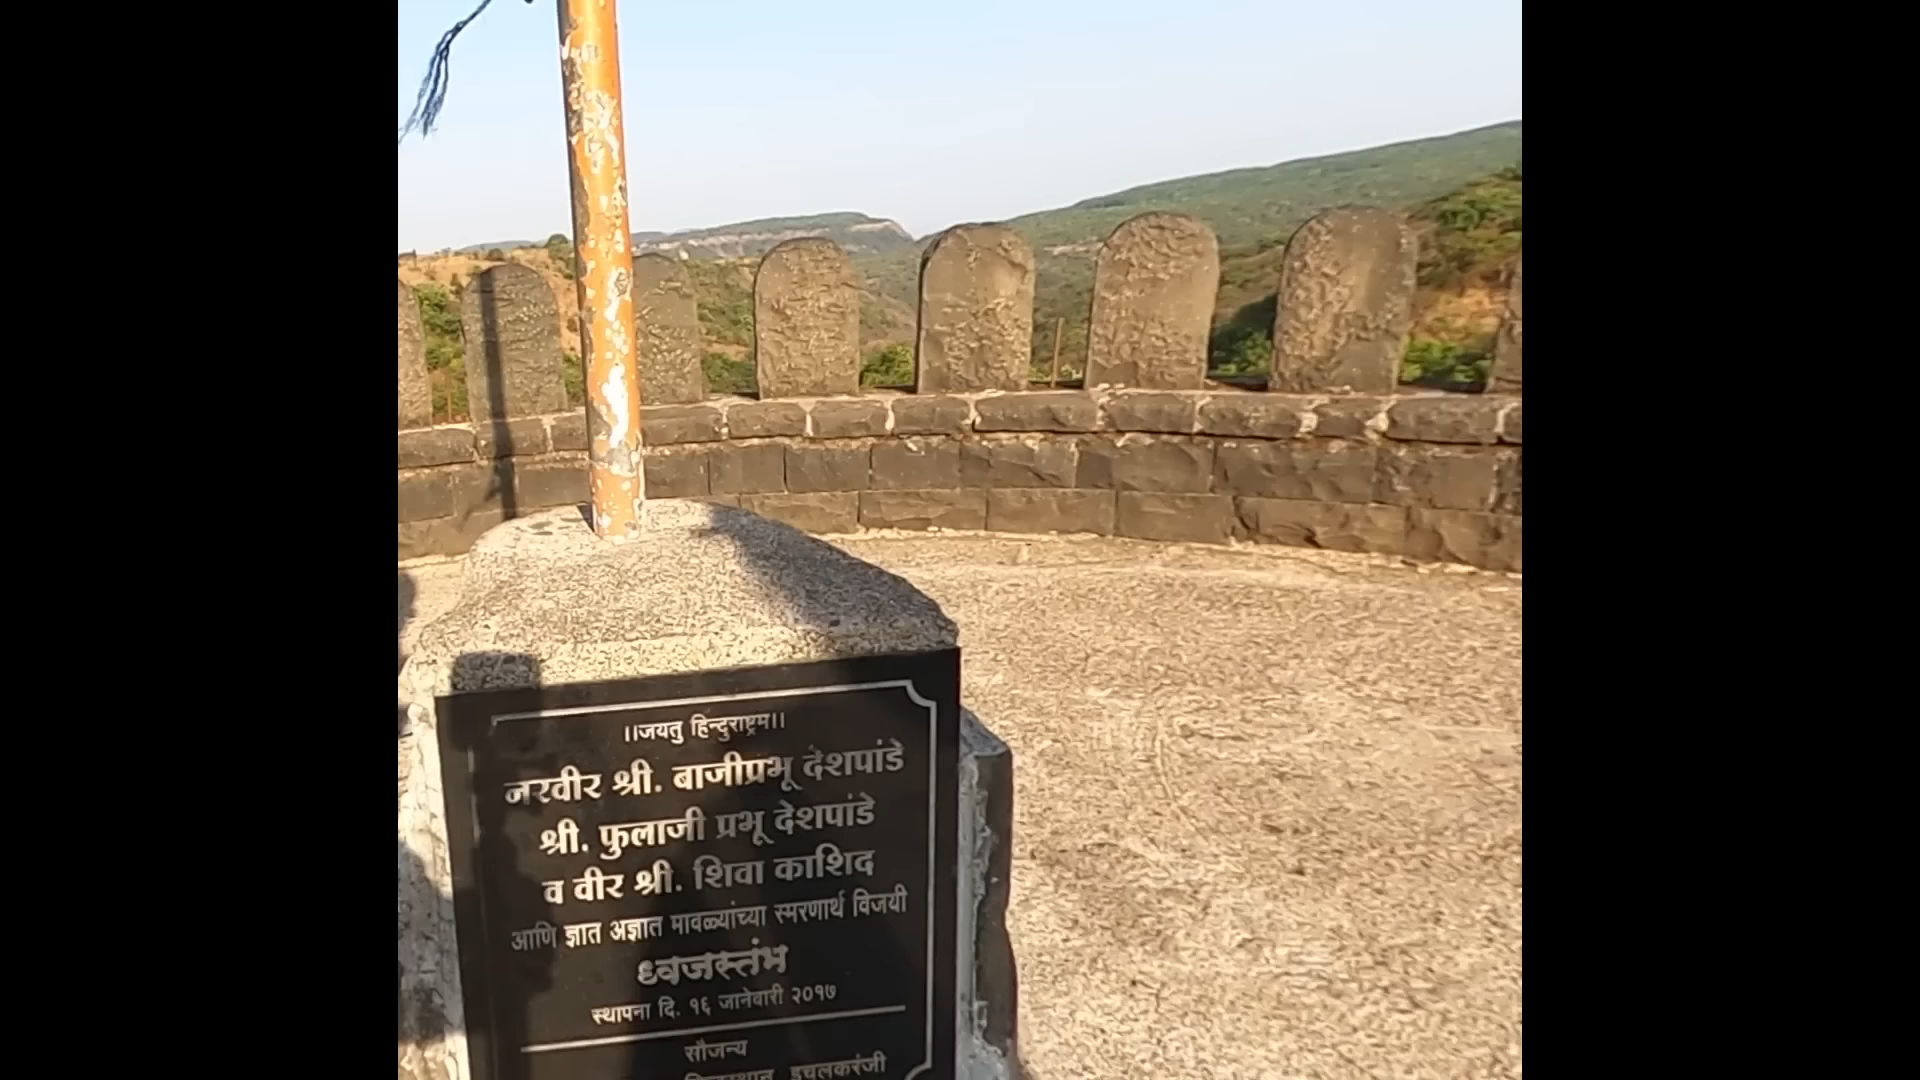 ।।जयतु हिन्दुराष्ट्रम।।
नरवीर श्री. बाजीप्रभू देशपांडे
श्री. फुलाजी प्रभू देशपांडे
व वीर श्री. शिवा काशिद
आणि ज्ञात अज्ञात मावळ्यांच्या स्मरणार्थ विजयी
ध्वजस्तंभ
स्थापना दि. १६ जानेवारी २०१७
सौजन्य
इचलकरंजी